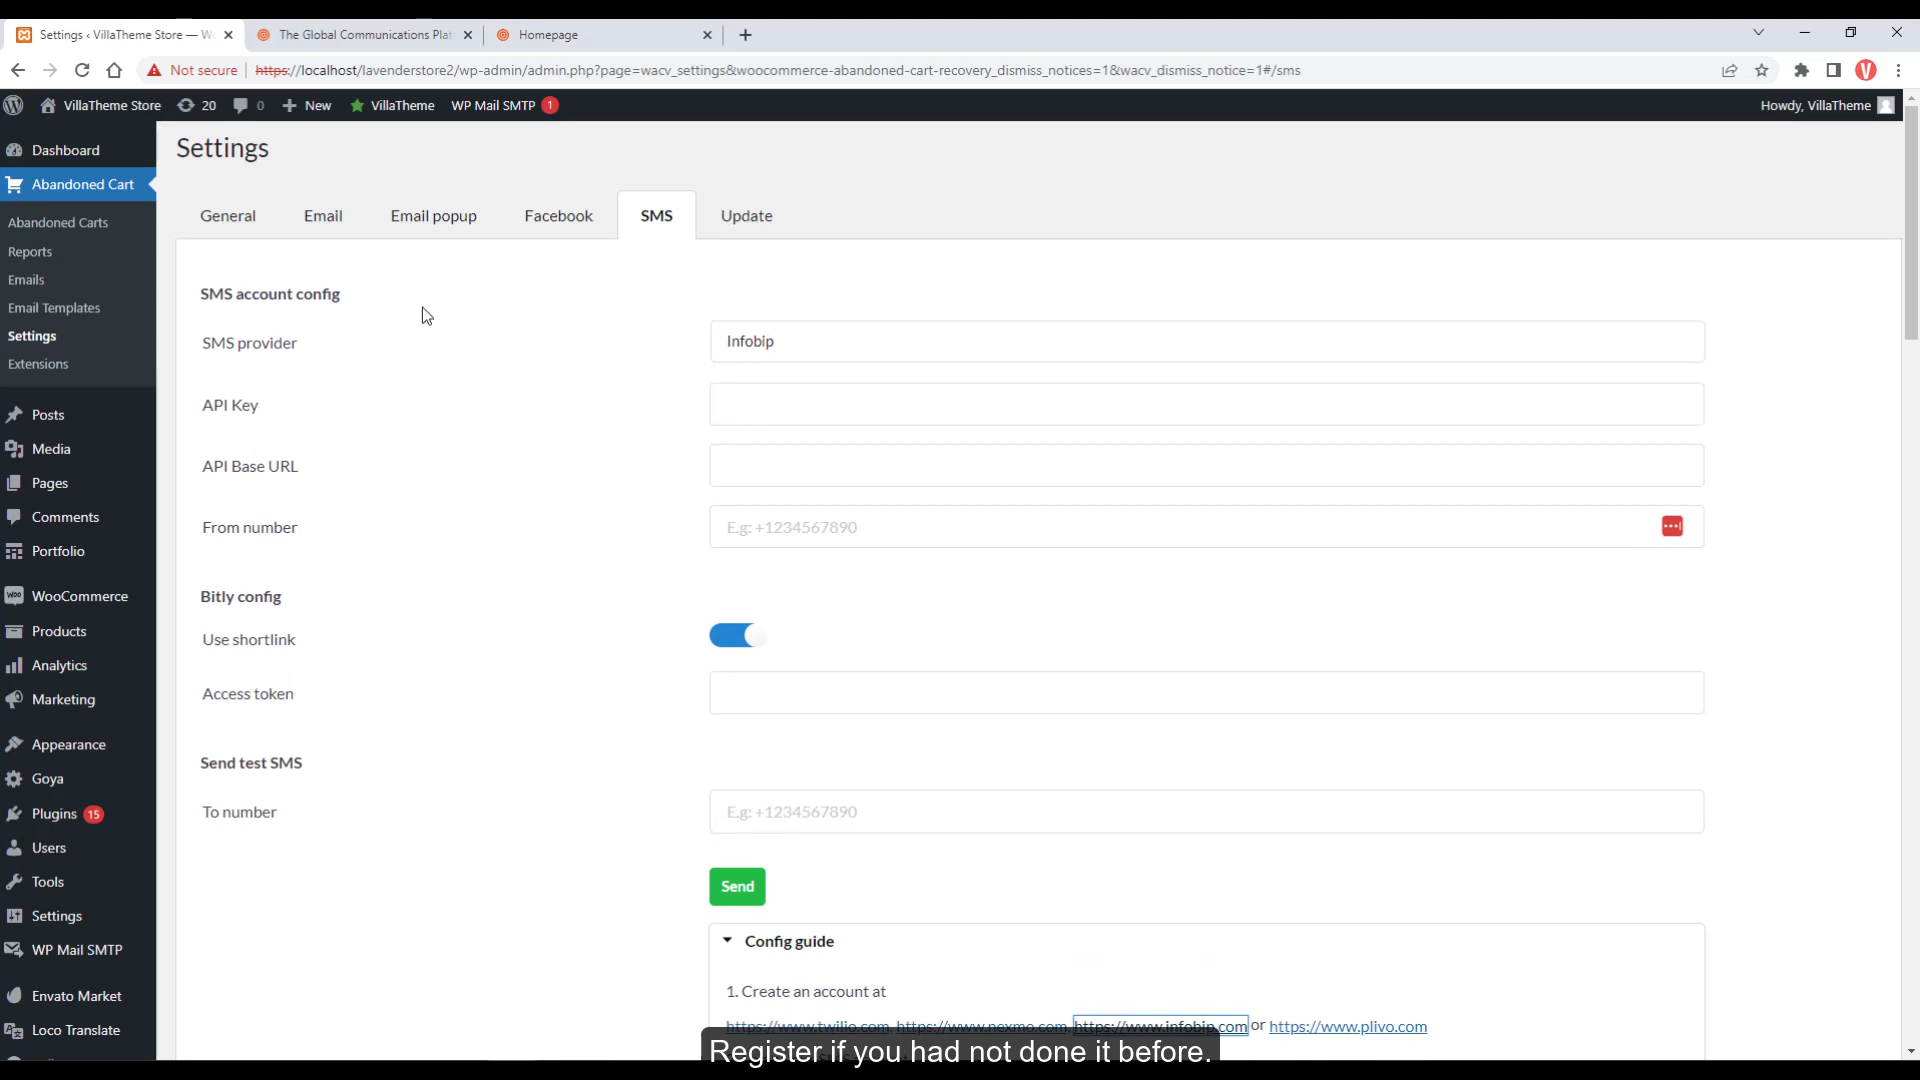 Settings ‹ VillaTheme Store — W
The Global Communications Plat
Homepage
Not secure
https://localhost/lavenderstore2/wp-admin/admin.php?page=wacv_settings&woocommerce-abandoned-cart-recovery_dismiss_notices=1&wacv_dismiss_notice=1#/sms
V
VillaTheme Store
20
0
New
VillaTheme
WP Mail SMTP 1
Howdy, VillaTheme
Dashboard
Abandoned Cart
Abandoned Carts
Reports
Emails
Email Templates
Settings
Extensions
Posts
Media
Pages
Comments
Portfolio
WooCommerce
Products
Analytics
Marketing
Appearance
Goya
Plugins 15
Users
Tools
Settings
WP Mail SMTP
Envato Market
Loco Translate
Settings
General
Email
Email popup
Facebook
SMS
Update
SMS account config
SMS provider
Infobip
API Key
API Base URL
From number
E.g: +1234567890
Bitly config
Use shortlink
Access token
Send test SMS
To number
E.g: +1234567890
Send
Config guide
1. Create an account at
https://www.twilio.com, https://www.nexmo.com, https://www.infobip.com or https://www.plivo.com
Register if you had not done it before.